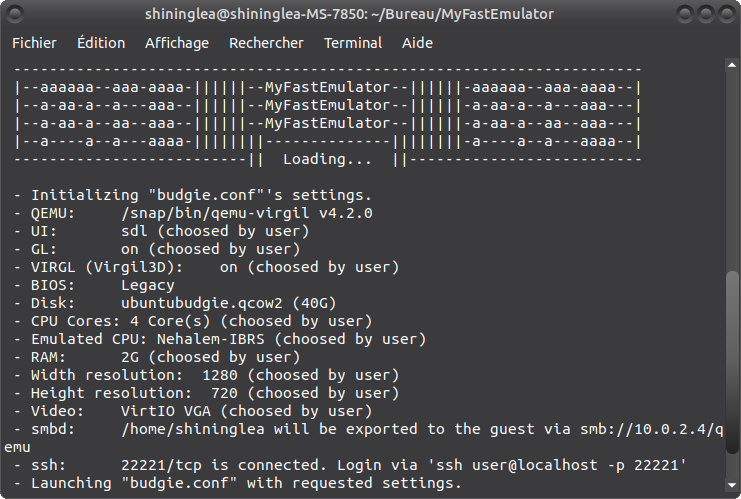 shininglea@shininglea-MS-7850: ~/Bureau/MyFastEmulator
Fichier Édition Affichage Rechercher Terminal Aide
----------------------------------------------------------------------
|--aaaaaa--aaa-aaaa-||||||--MyFastEmulator--||||||-aaaaaa--aaa-aaaa--|
|--a-aa-a--a---aaa--||||||--MyFastEmulator--||||||-a-aa-a--a---aaa---|
|--a-aa-a--aa--aaa--||||||--MyFastEmulator--||||||-a-aa-a--aa--aaa---|
|--a----a--a---aaaa-||||||||--------------||||||||-a----a--a---aaaa--|
--------------------------||  Loading...  ||--------------------------
- Initializing "budgie.conf"'s settings.
- QEMU:     /snap/bin/qemu-virgil v4.2.0
- UI:       sdl (choosed by user)
- GL:       on (choosed by user)
- VIRGL (Virgil3D):    on (choosed by user)
- BIOS:     Legacy
- Disk:     ubuntubudgie.qcow2 (40G)
- CPU Cores: 4 Core(s) (choosed by user)
- Emulated CPU: Nehalem-IBRS (choosed by user)
- RAM:      2G (choosed by user)
- Width resolution:  1280 (choosed by user)
- Height resolution:  720 (choosed by user)
- Video:    VirtIO VGA (choosed by user)
- smbd:     /home/shininglea will be exported to the guest via smb://10.0.2.4/q
emu
- ssh:      22221/tcp is connected. Login via 'ssh user@localhost -p 22221'
- Launching "budgie.conf" with requested settings.